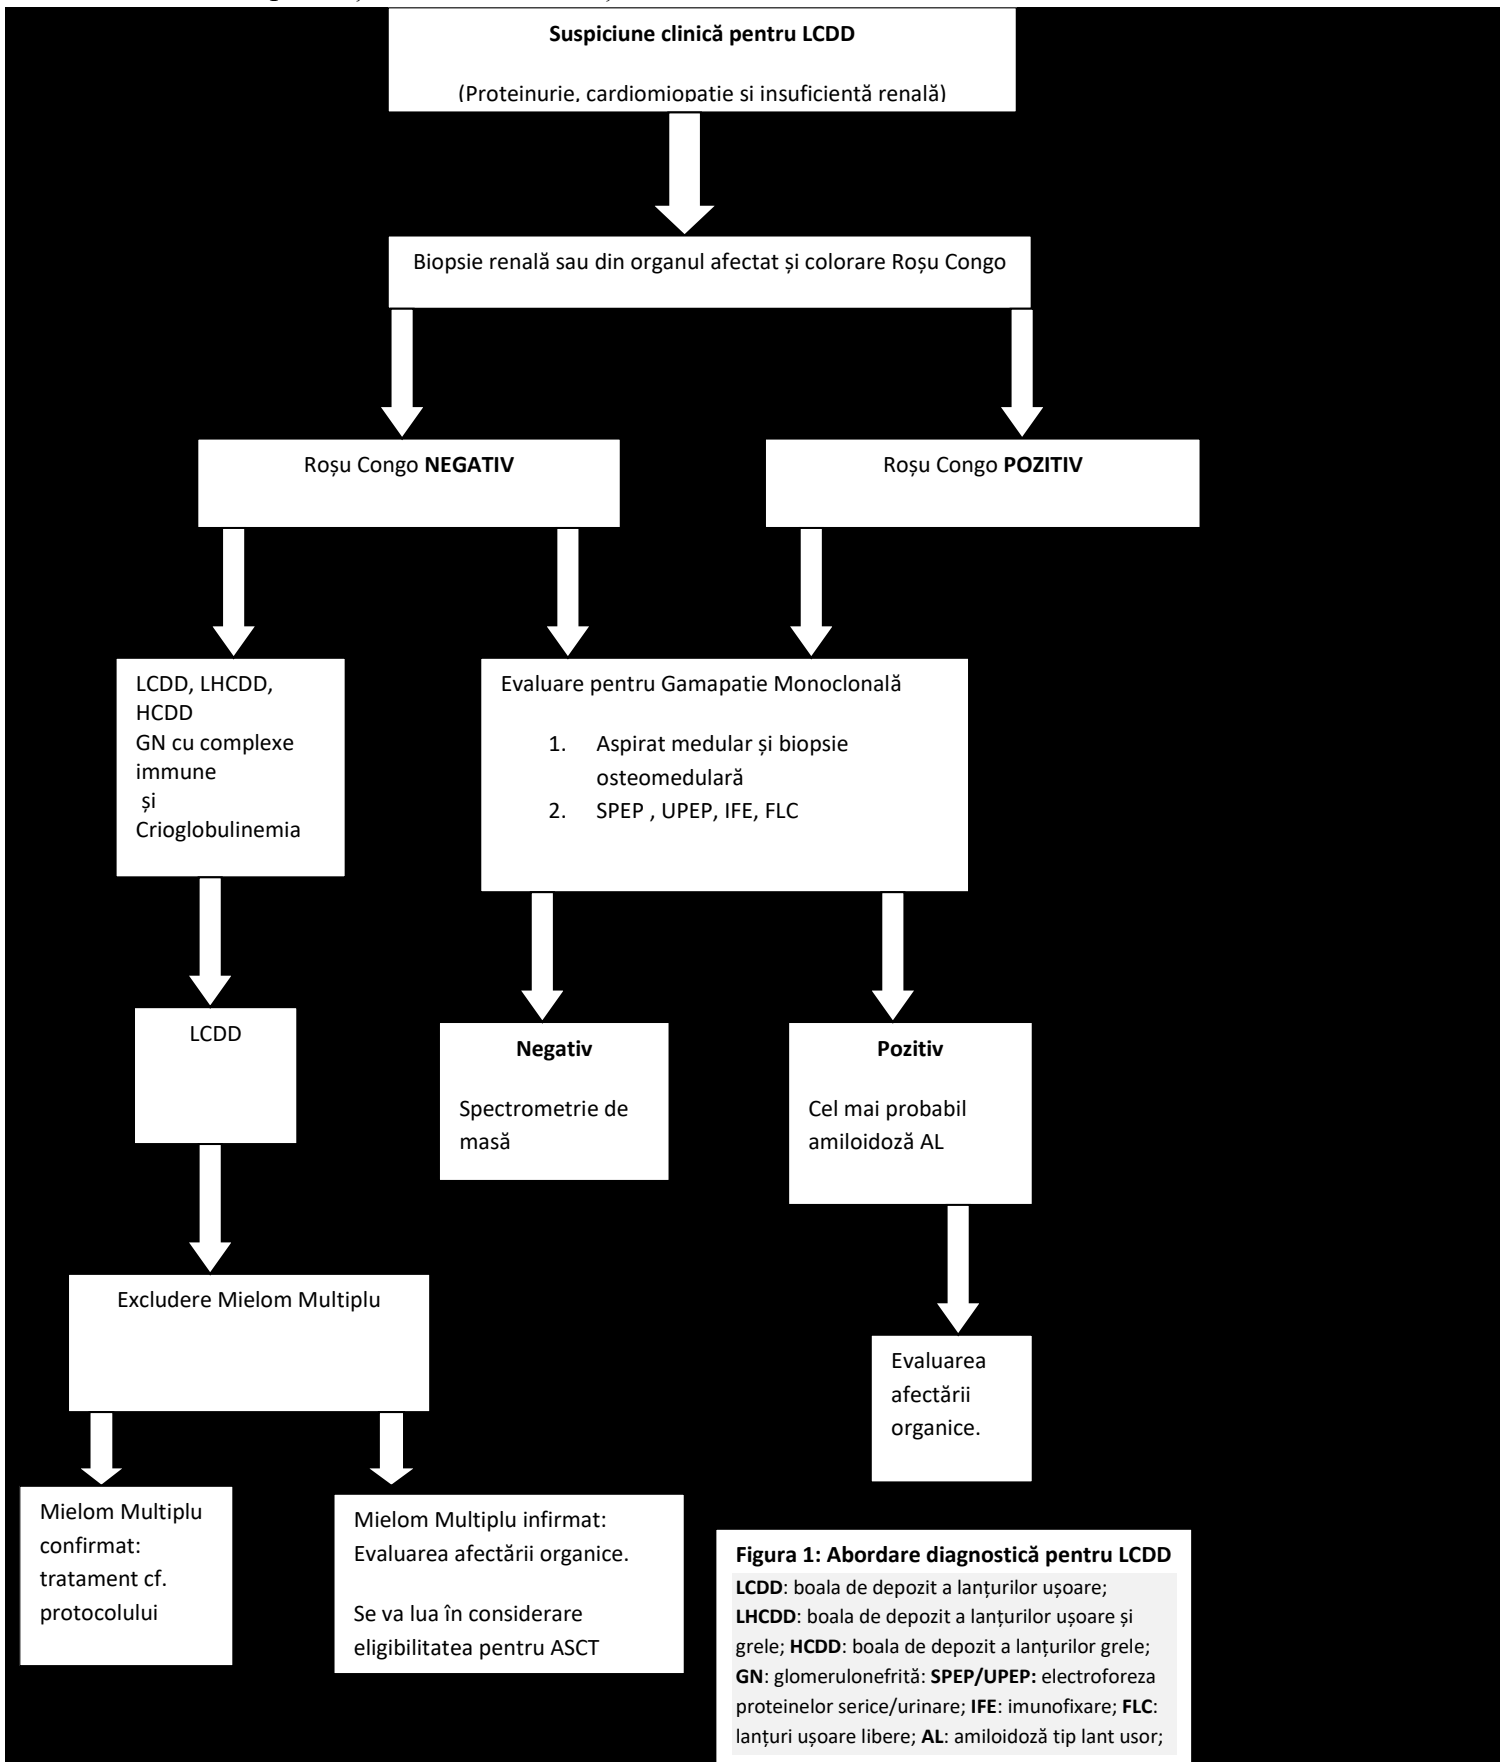 Suspiciune clinică pentru LCDD
(Proteinurie, cardiomiopatie si insuficientă renală)
Biopsie renală sau din organul afectat și colorare Roșu Congo
Roșu Congo NEGATIV
Roșu Congo POZITIV
LCDD, LHCDD,
HCDD
GN cu complexe
immune
și
Crioglobulinemia
Evaluare pentru Gamapatie Monoclonală
1. Aspirat medular și biopsie
osteomedulară
2. SPEP , UPEP, IFE, FLC
LCDD
Negativ
Spectrometrie de
masă
Pozitiv
Cel mai probabil
amiloidoză AL
Excludere Mielom Multiplu
Evaluarea
afectării
organice.
Mielom Multiplu
confirmat:
tratament cf.
protocolului
Mielom Multiplu infirmat:
Evaluarea afectării organice.
Se va lua în considerare
eligibilitatea pentru ASCT
Figura 1: Abordare diagnostică pentru LCDD
LCDD: boala de depozit a lanțurilor ușoare;
LHCDD: boala de depozit a lanțurilor ușoare și
grele; HCDD: boala de depozit a lanțurilor grele;
GN: glomerulonefrită: SPEP/UPEP: electroforeza
proteinelor serice/urinare; IFE: imunofixare; FLC:
lanțuri ușoare libere; AL: amiloidoză tip lant usor;